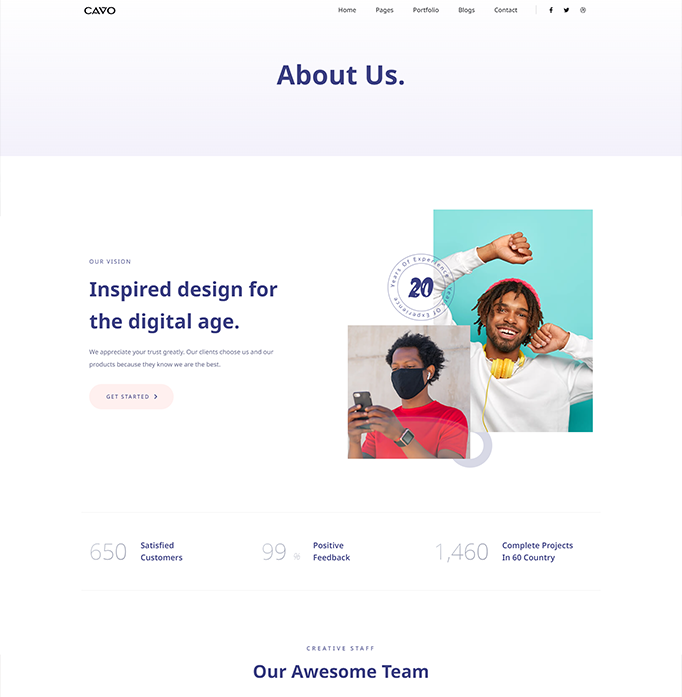 CAVO
Home Pages Portfolio Blogs Contact
About Us.
OUR VISION
Inspired design for
the digital age.
We appreciate your trust greatly. Our clients choose us and our
products because they know we are the best.
GET STARTED
Years Of Experience Years Of Experience
20
650
Satisfied
Customers
99 %
Positive
Feedback
1,460
Complete Projects
In 60 Country
CREATIVE STAFF
Our Awesome Team